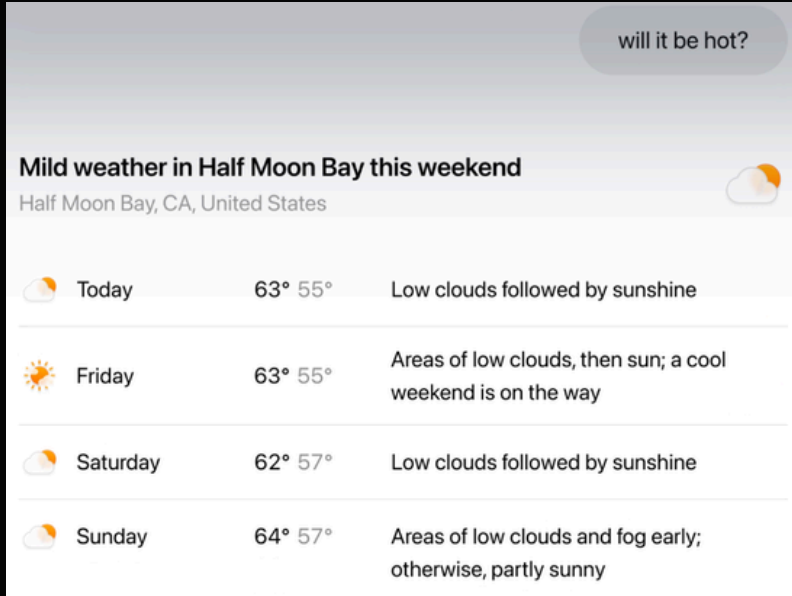 will it be hot?
Mild weather in Half Moon Bay this weekend
Half Moon Bay, CA, United States
Today 63° 55° Low clouds followed by sunshine
Friday 63° 55° Areas of low clouds, then sun; a cool
weekend is on the way
Saturday 62° 57° Low clouds followed by sunshine
Sunday 64° 57° Areas of low clouds and fog early;
otherwise, partly sunny